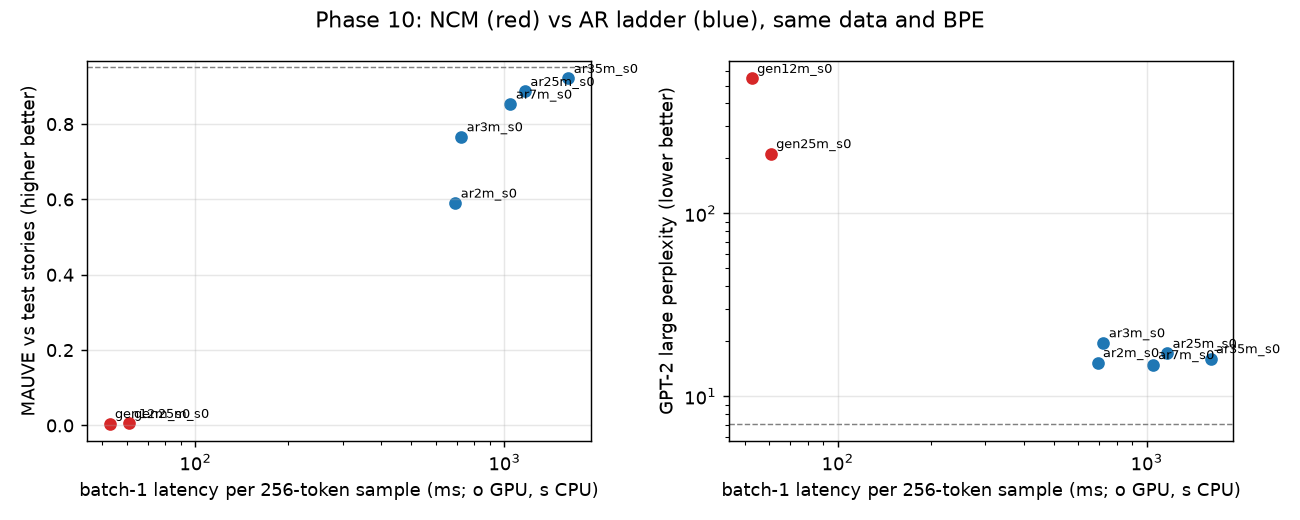 Phase 10: NCM (red) vs AR ladder (blue), same data and BPE
MAUVE vs test stories (higher better)
0.8
0.6
0.4
0.2
0.0
ar35m_s0
ar25m_s0
ar7m_s0
ar3m_s0
ar2m_s0
gen12m_s0
gen25m_s0
10²
10³
batch-1 latency per 256-token sample (ms; o GPU, s CPU)
GPT-2 large perplexity (lower better)
10²
10¹
gen12m_s0
gen25m_s0
ar3m_s0
ar25m_s0
ar35m_s0
ar2m_s0
ar7m_s0
10²
10³
batch-1 latency per 256-token sample (ms; o GPU, s CPU)